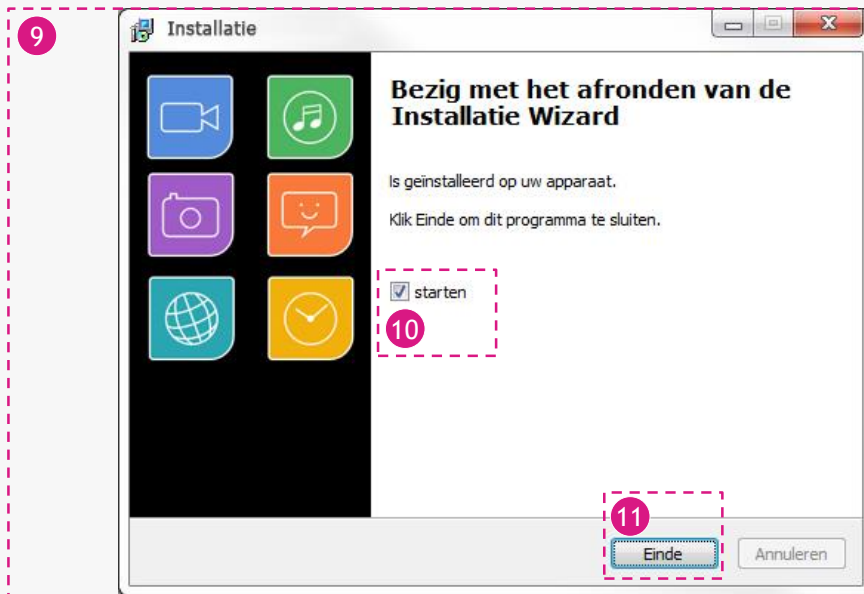 9
Installatie
Bezig met het afronden van de
Installatie Wizard
Is geïnstalleerd op uw apparaat.
Klik Einde om dit programma te sluiten.
starten
10
11
Einde
Annuleren